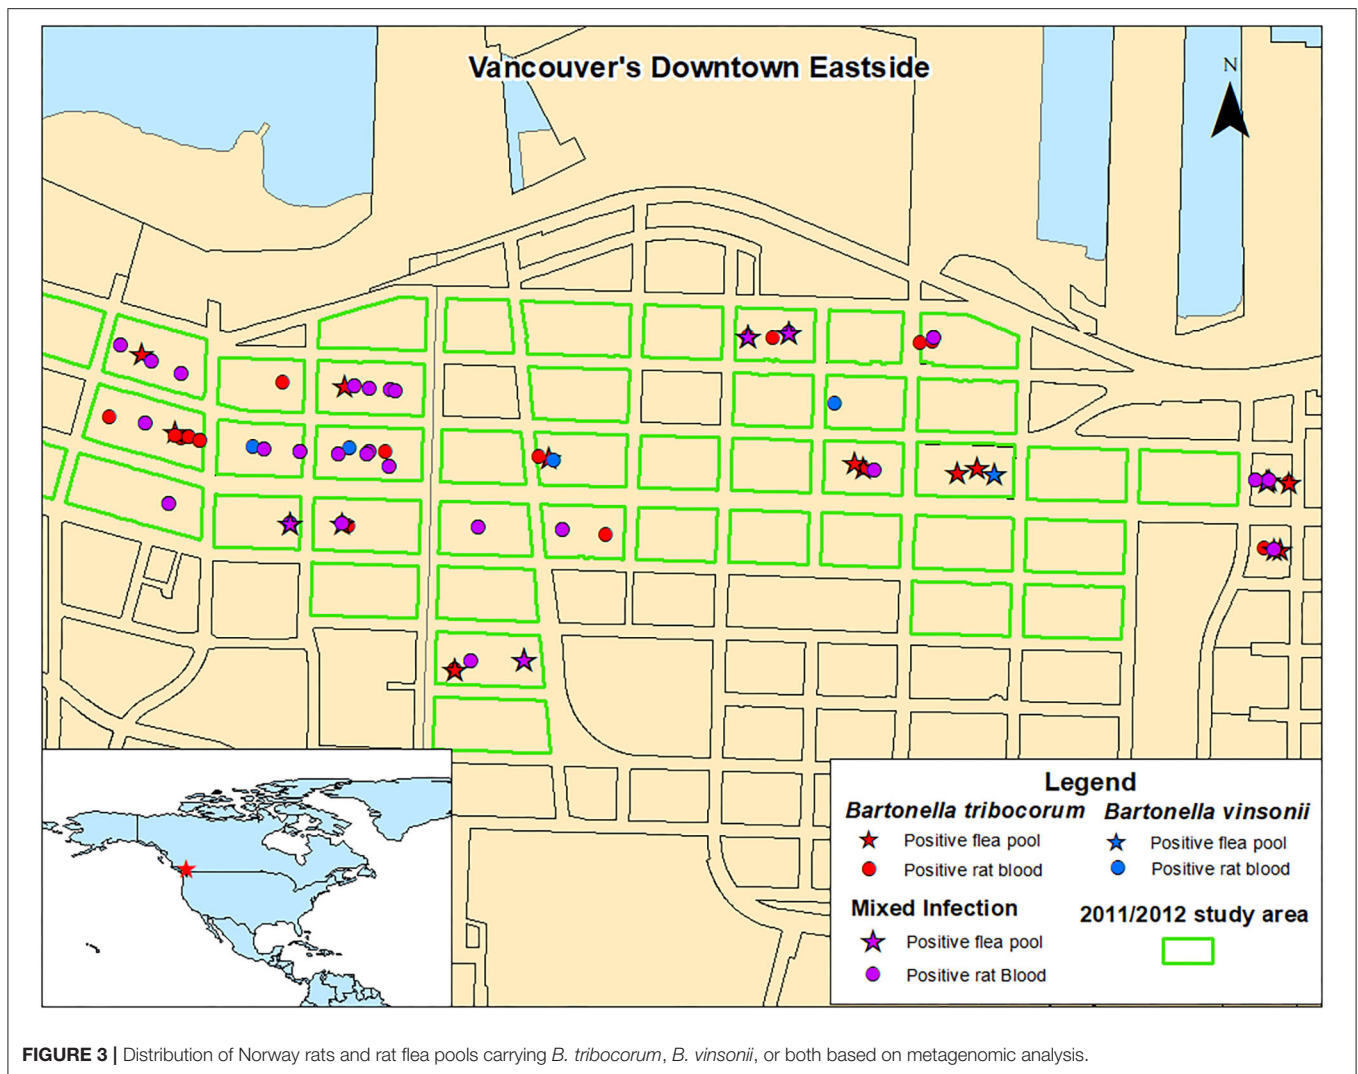 Vancouver's Downtown Eastside
N
Legend
Bartonella tribocorum
Positive flea pool
Positive rat blood
Bartonella vinsonii
Positive flea pool
Positive rat blood
Mixed Infection
Positive flea pool
Positive rat Blood
2011/2012 study area
FIGURE 3 | Distribution of Norway rats and rat flea pools carrying B. tribocorum, B. vinsonii, or both based on metagenomic analysis.